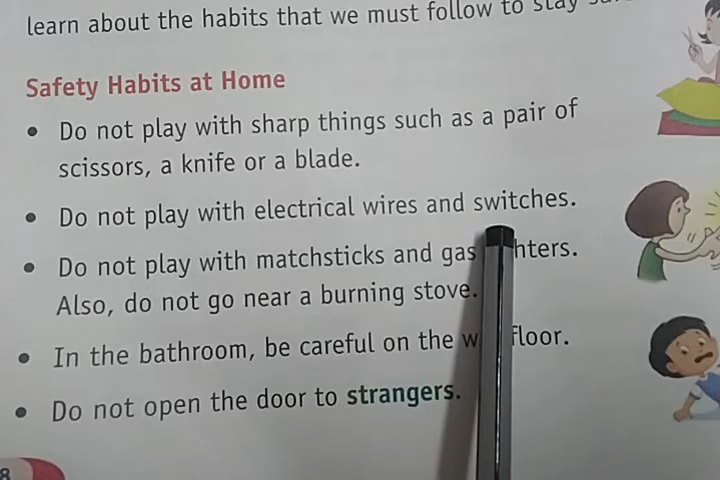 learn about the habits that we must follow to stay
Safety Habits at Home
• Do not play with sharp things such as a pair of
scissors, a knife or a blade.
• Do not play with electrical wires and switches.
• Do not play with matchsticks and gas hters.
Also, do not go near a burning stove.
• In the bathroom, be careful on the w floor.
• Do not open the door to strangers.
8